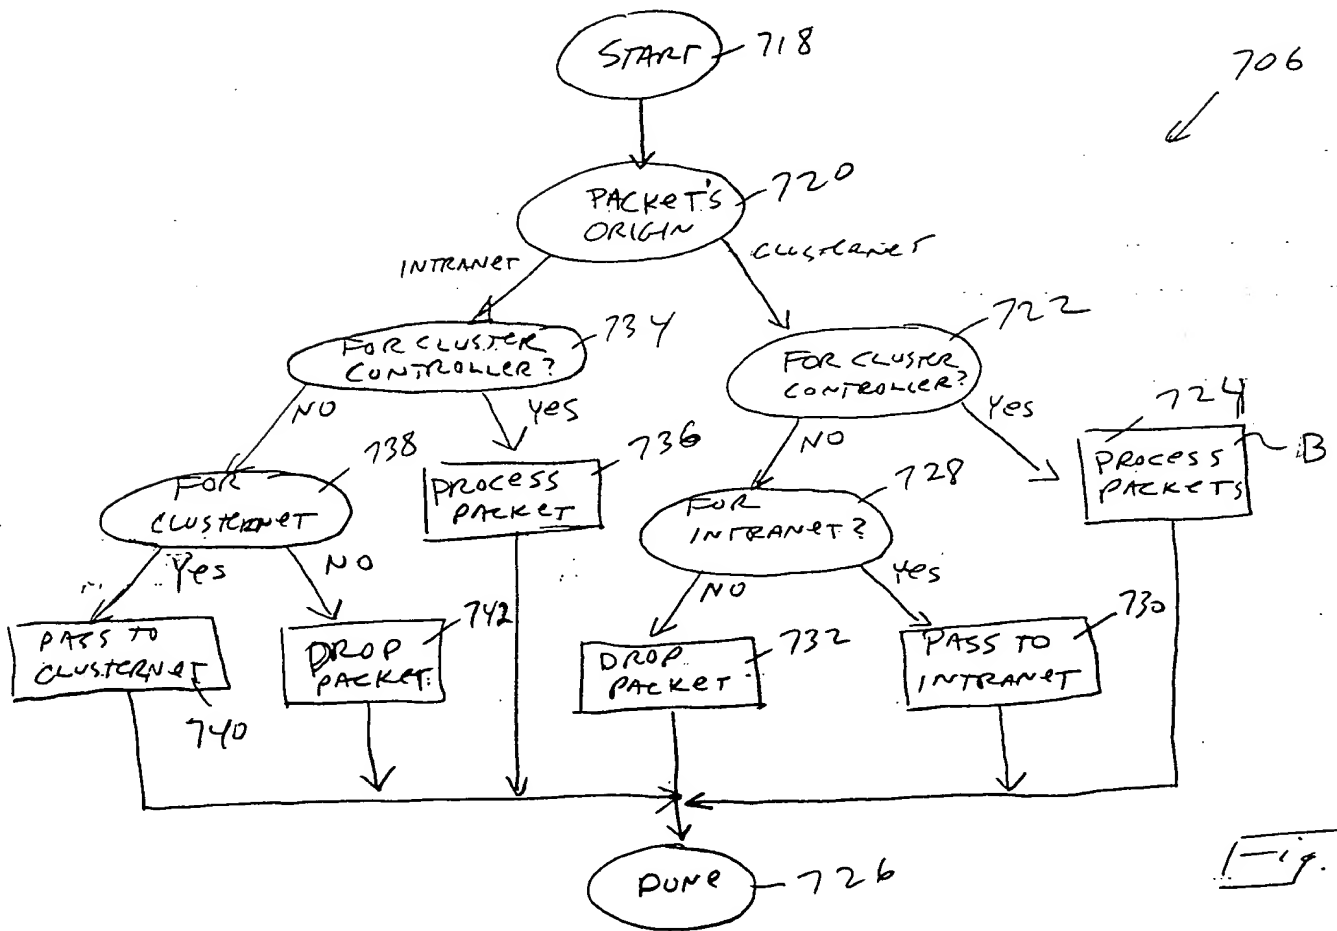 START
718
706
PACKET'S
ORIGIN
720
INTRANET
CLUSTERNET
FOR CLUSTER
CONTROLLER?
734
FOR CLUSTER
CONTROLLER?
722
NO
Yes
NO
Yes
724
PROCESS
PACKETS
B
FOR
CLUSTERNET
738
PROCESS
PACKET
736
FOR
INTRANET?
728
Yes
NO
NO
Yes
PASS TO
CLUSTERNET
740
DROP
PACKET
742
DROP
PACKET
732
PASS TO
INTRANET
730
DONE
726
Fig.